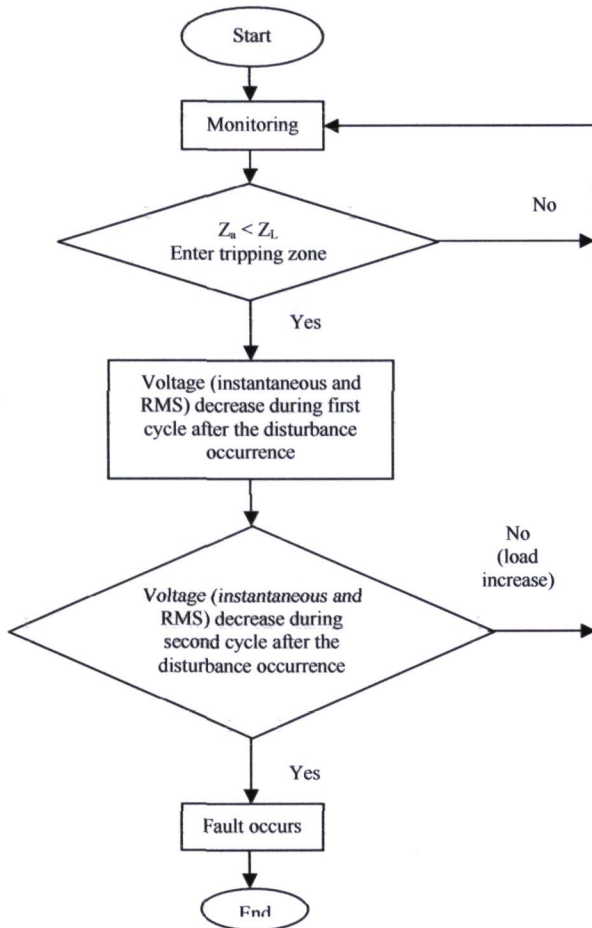 Start
Monitoring
Zₐ < Z_L
Enter tripping zone
No
Yes
Voltage (instantaneous and
RMS) decrease during first
cycle after the disturbance
occurrence
No
(load
increase)
Voltage (instantaneous and
RMS) decrease during
second cycle after the
disturbance occurrence
Yes
Fault occurs
End